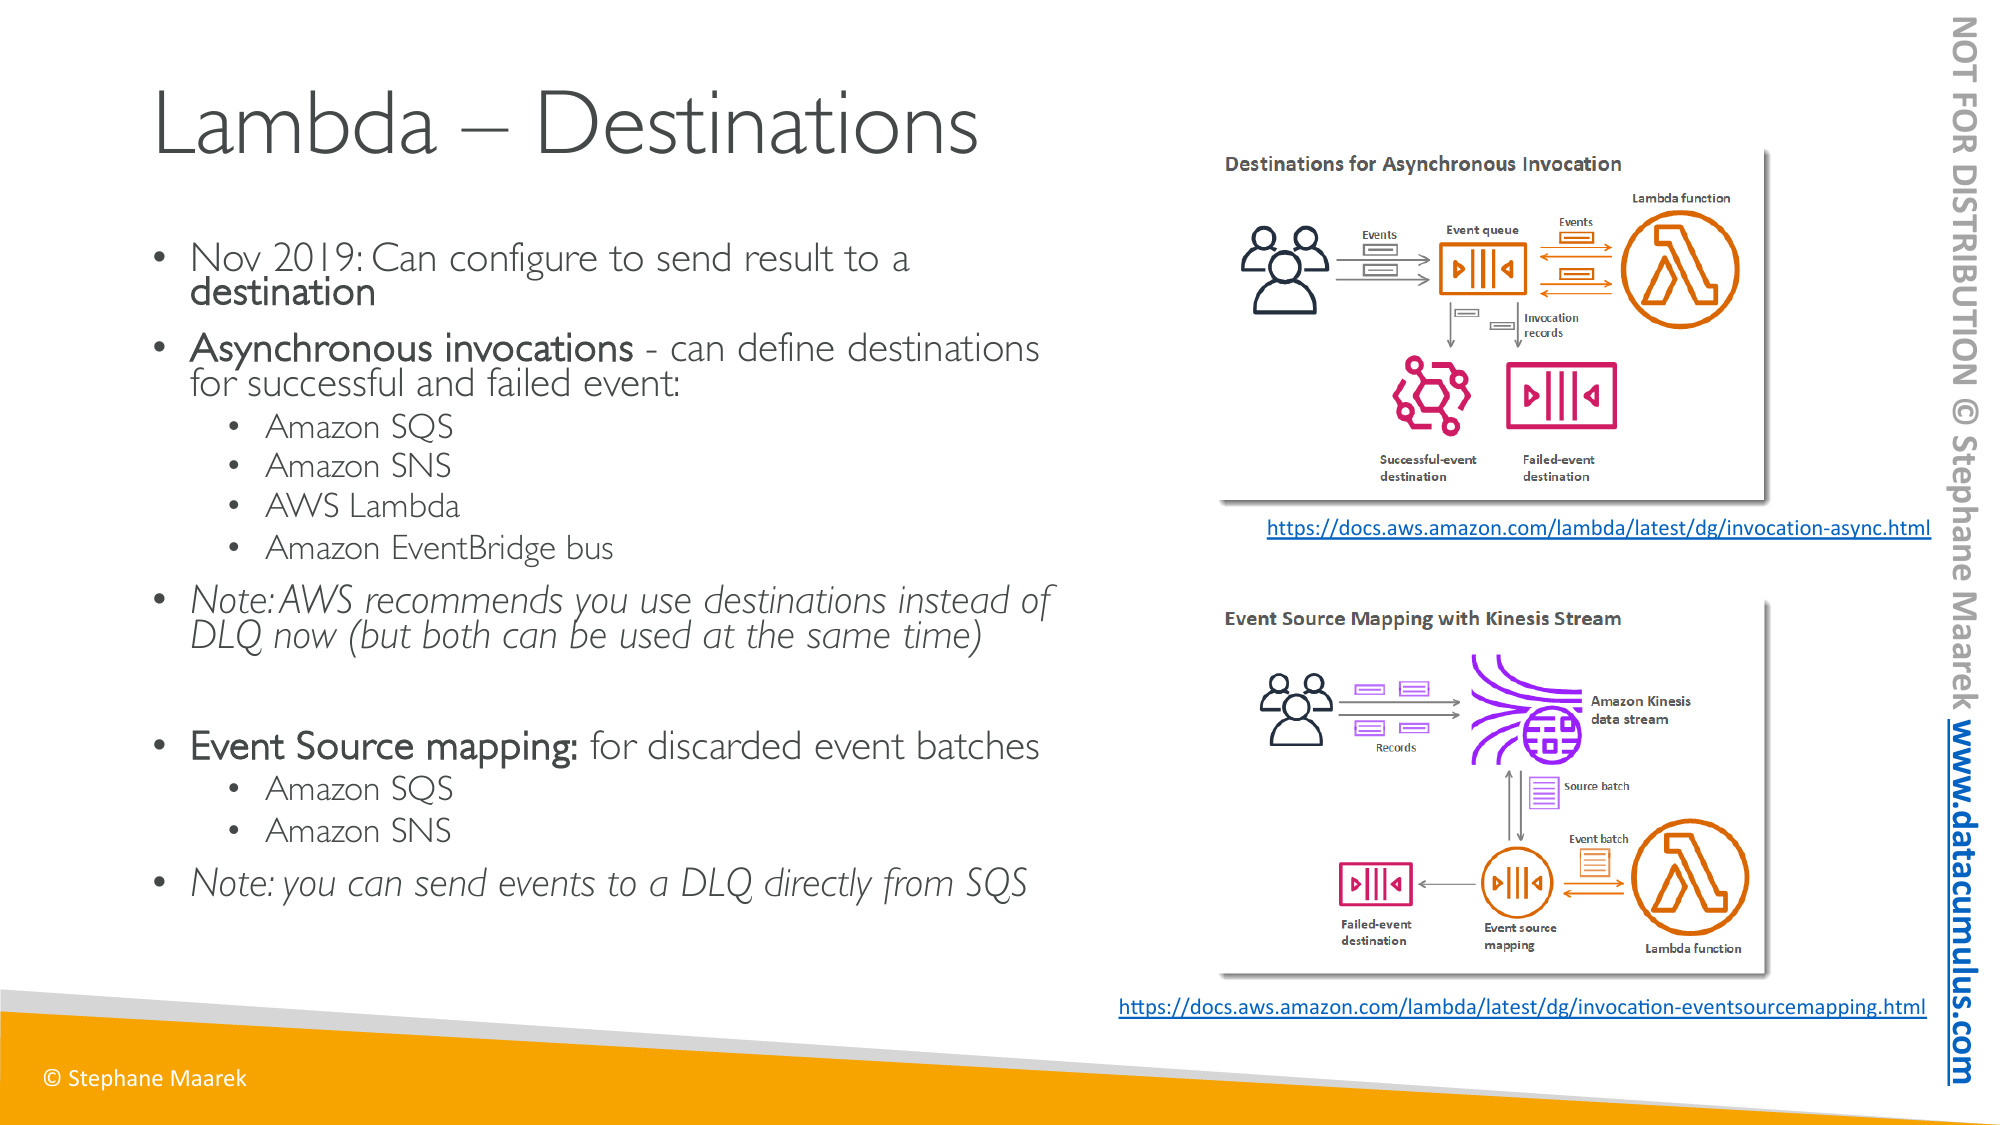 Lambda – Destinations
• Nov 2019: Can configure to send result to a
destination
• Asynchronous invocations - can define destinations
for successful and failed event:
• Amazon SQS
• Amazon SNS
• AWS Lambda
• Amazon EventBridge bus
• Note: AWS recommends you use destinations instead of
DLQ now (but both can be used at the same time)
• Event Source mapping: for discarded event batches
• Amazon SQS
• Amazon SNS
• Note: you can send events to a DLQ directly from SQS
Destinations for Asynchronous Invocation
Lambda function
Events
Event queue
Events
Invocation
records
Successful-event
destination
Failed-event
destination
https://docs.aws.amazon.com/lambda/latest/dg/invocation-async.html
Event Source Mapping with Kinesis Stream
Amazon Kinesis
data stream
Records
Source batch
Event batch
Failed-event
destination
Event source
mapping
Lambda function
https://docs.aws.amazon.com/lambda/latest/dg/invocation-eventsourcemapping.html
© Stephane Maarek
NOT FOR DISTRIBUTION © Stephane Maarek www.datacumulus.com